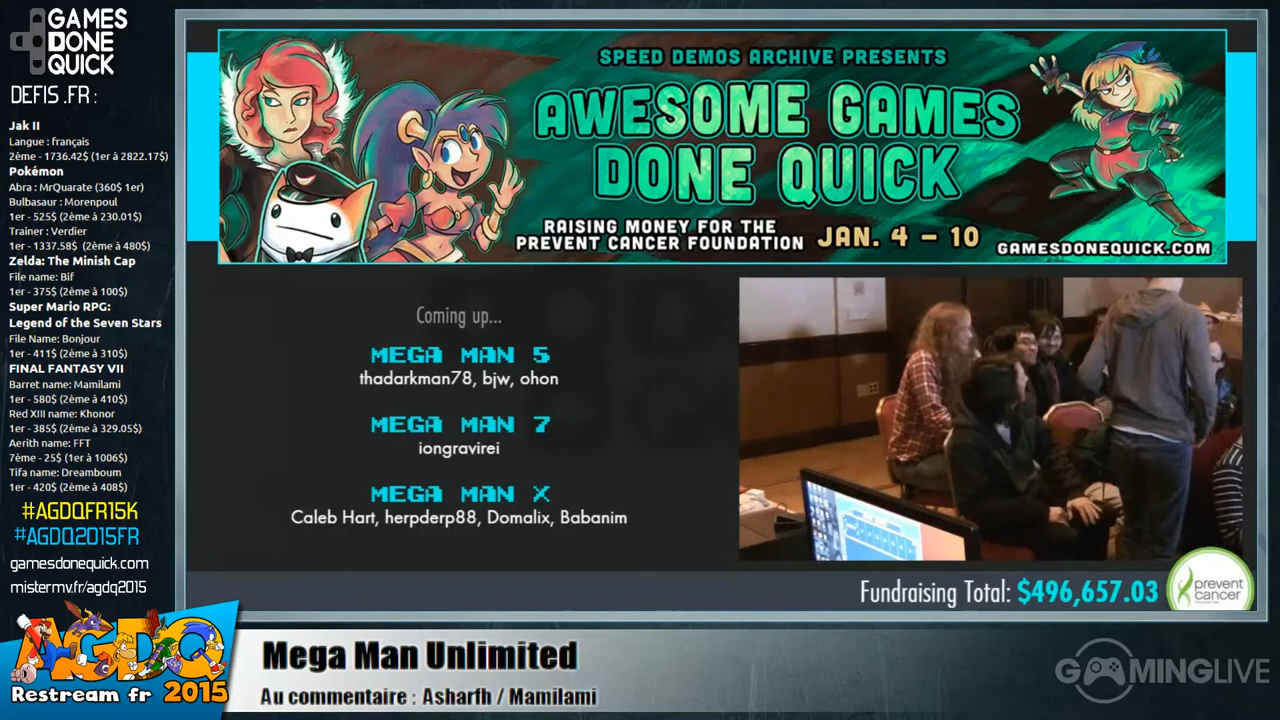 GAMES
DONE
QUICK
DEFIS .FR :
Jak II
Langue : français
2ème - 1736.42$ (1er à 2822.17$)
Pokémon
Abra : MrQuarate (360$ 1er)
Bulbasaur : Morenpoul
1er - 525$ (2ème à 230.01$)
Trainer : Verdier
1er - 1337.58$ (2ème à 480$)
Zelda: The Minish Cap
File name: Bif
1er - 375$ (2ème à 100$)
Super Mario RPG:
Legend of the Seven Stars
File Name: Bonjour
1er - 411$ (2ème à 310$)
FINAL FANTASY VII
Barret name: Mamilami
1er - 580$ (2ème à 410$)
Red XIII name: Khonor
1er - 385$ (2ème à 329.05$)
Aerith name: FFT
7ème - 25$ (1er à 1006$)
Tifa name: Dreamboum
1er - 420$ (2ème à 408$)
#AGDQFR15K
#AGDQ2015FR
gamesdonequick.com
mistermv.fr/agdq2015
AGDQ
Restream fr 2015
SPEED DEMOS ARCHIVE PRESENTS
AWESOME GAMES
DONE QUICK
RAISING MONEY FOR THE
PREVENT CANCER FOUNDATION
JAN. 4 - 10
GAMESDONEQUICK.COM
Coming up...
MEGA MAN 5
thadarkman78, bjw, ohon
MEGA MAN 7
iongravirei
MEGA MAN X
Caleb Hart, herpderp88, Domalix, Babanim
Fundraising Total: $496,657.03
prevent
cancer
Mega Man Unlimited
Au commentaire : Asharfh / Mamilami
GAMINGLIVE